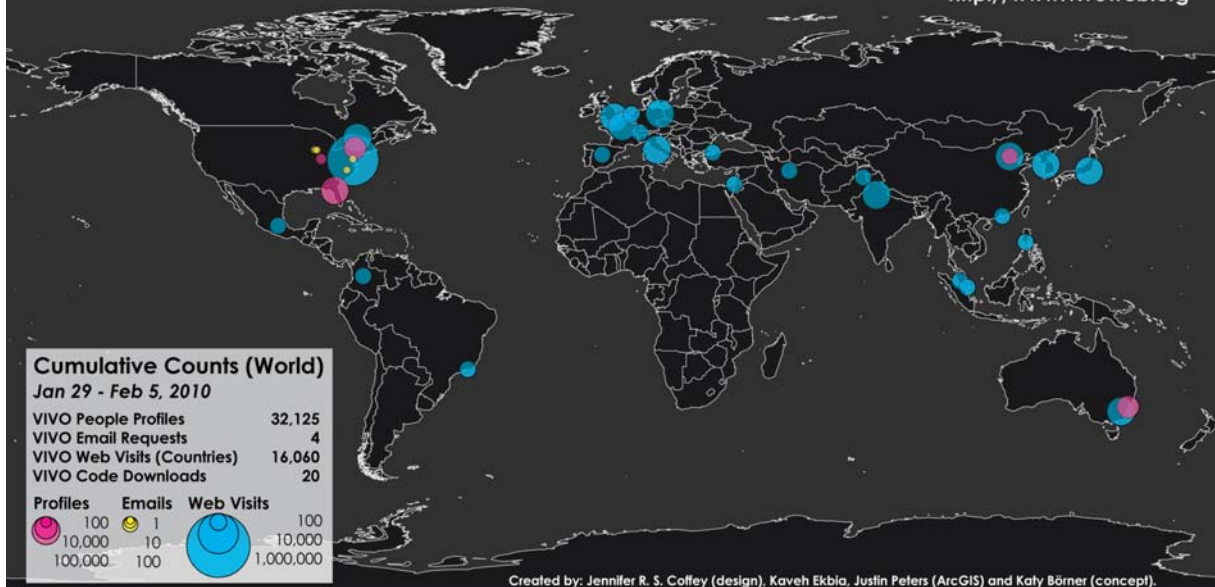 Cumulative Counts (World)
Jan 29 - Feb 5, 2010
VIVO People Profiles 32,125
VIVO Email Requests 4
VIVO Web Visits (Countries) 16,060
VIVO Code Downloads 20
Profiles Emails Web Visits
100 1 100
10,000 10 10,000
100,000 100 1,000,000
Created by: Jennifer R. S. Coffey (design), Kaveh Ekbia, Justin Peters (ArcGIS) and Katy Börner (concept).